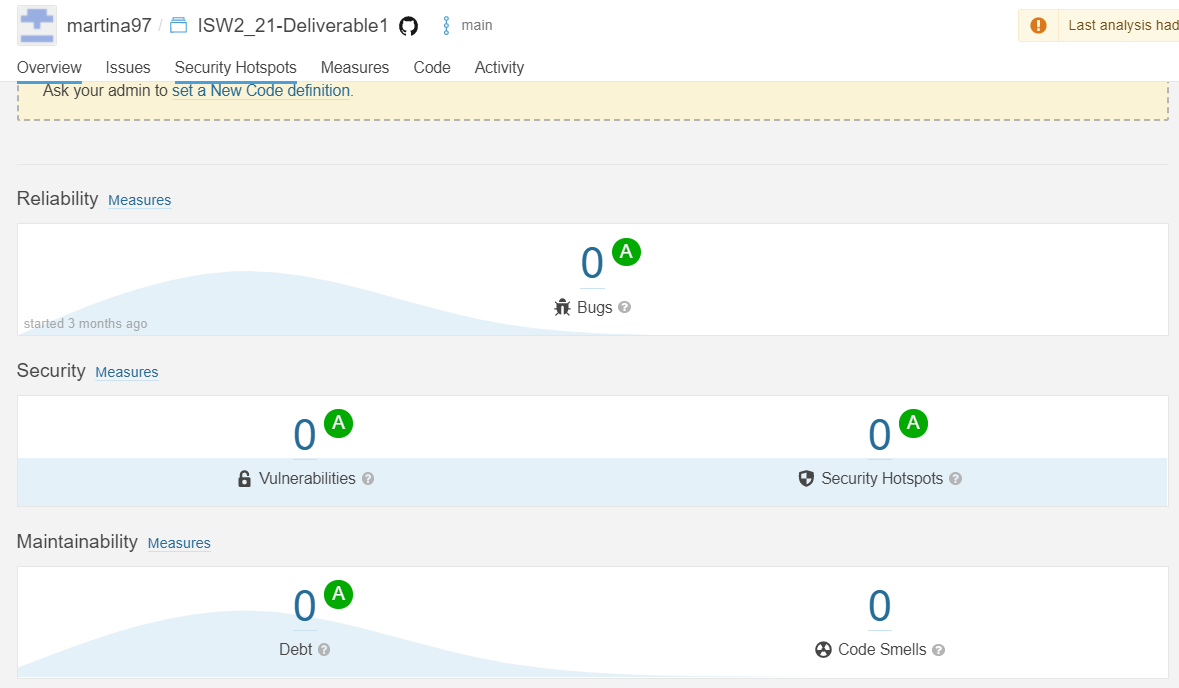 martina97 / ISW2_21-Deliverable1 main Last analysis had
Overview Issues Security Hotspots Measures Code Activity
Ask your admin to set a New Code definition.
Reliability Measures
0 A
Bugs ?
started 3 months ago
Security Measures
0 A 0 A
Vulnerabilities ? Security Hotspots ?
Maintainability Measures
0 A 0
Debt ? Code Smells ?